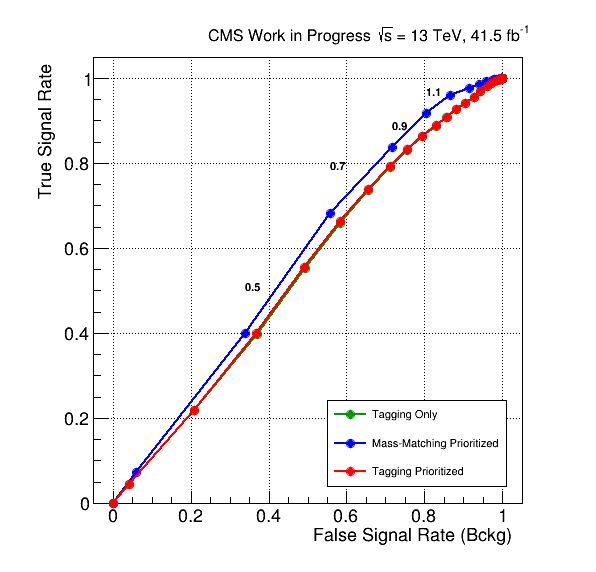 CMS Work in Progress √s = 13 TeV, 41.5 fb⁻¹
True Signal Rate
1
0.8
0.6
0.4
0.2
0
1.1
0.9
0.7
0.5
Tagging Only
Mass-Matching Prioritized
Tagging Prioritized
0 0.2 0.4 0.6 0.8 1
False Signal Rate (Bckg)